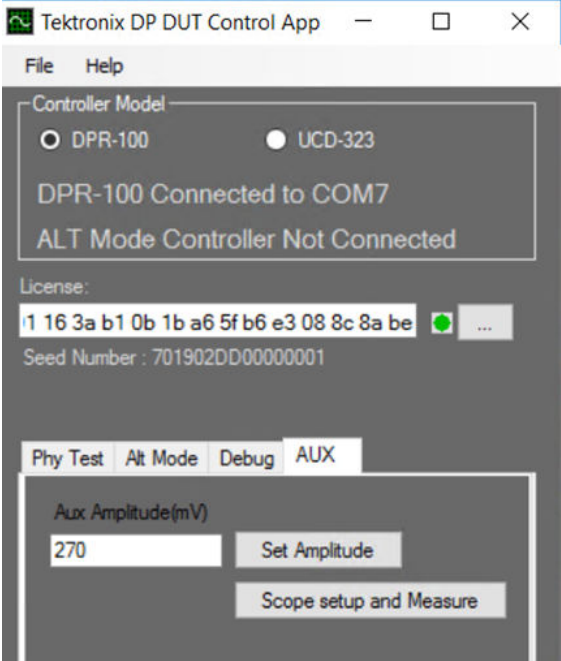 Tektronix DP DUT Control App
File Help
Controller Model
DPR-100 UCD-323
DPR-100 Connected to COM7
ALT Mode Controller Not Connected
License:
1 16 3a b1 0b 1b a6 5f b6 e3 08 8c 8a be ...
Seed Number : 701902DD00000001
Phy Test Alt Mode Debug AUX
Aux Amplitude(mV)
270 Set Amplitude
Scope setup and Measure